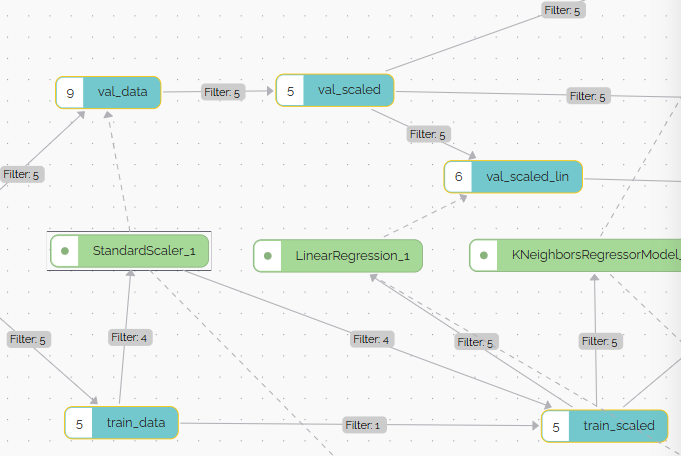 Filter: 5
9 val_data
Filter: 5
5 val_scaled
Filter: 5
Filter: 5
Filter: 5
6 val_scaled_lin
StandardScaler_1
LinearRegression_1
KNeighborsRegressorModel_
Filter: 5
Filter: 4
Filter: 4
Filter: 5
Filter: 5
5 train_data
Filter: 1
5 train_scaled